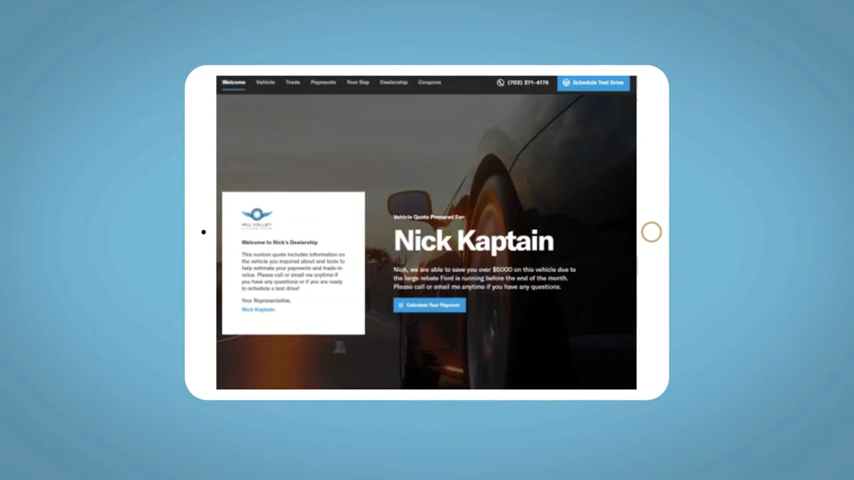 Welcome Vehicle Trade Payments Your Rep Dealership Coupons (702) 271-4178 Schedule Test Drive
HILL VALLEY
Welcome to Nick's Dealership
This custom quote includes information on
the vehicle you inquired about and tools to
help estimate your payments and trade-in
value. Please call or email me anytime if
you have any questions or if you are ready
to schedule a test drive!
Your Representative,
Nick Kaptain
Vehicle Quote Prepared For:
Nick Kaptain
Nick, we are able to save you over $6000 on this vehicle due to
the large rebate Ford is running before the end of the month.
Please call or email me anytime if you have any questions.
Calculate Your Payment